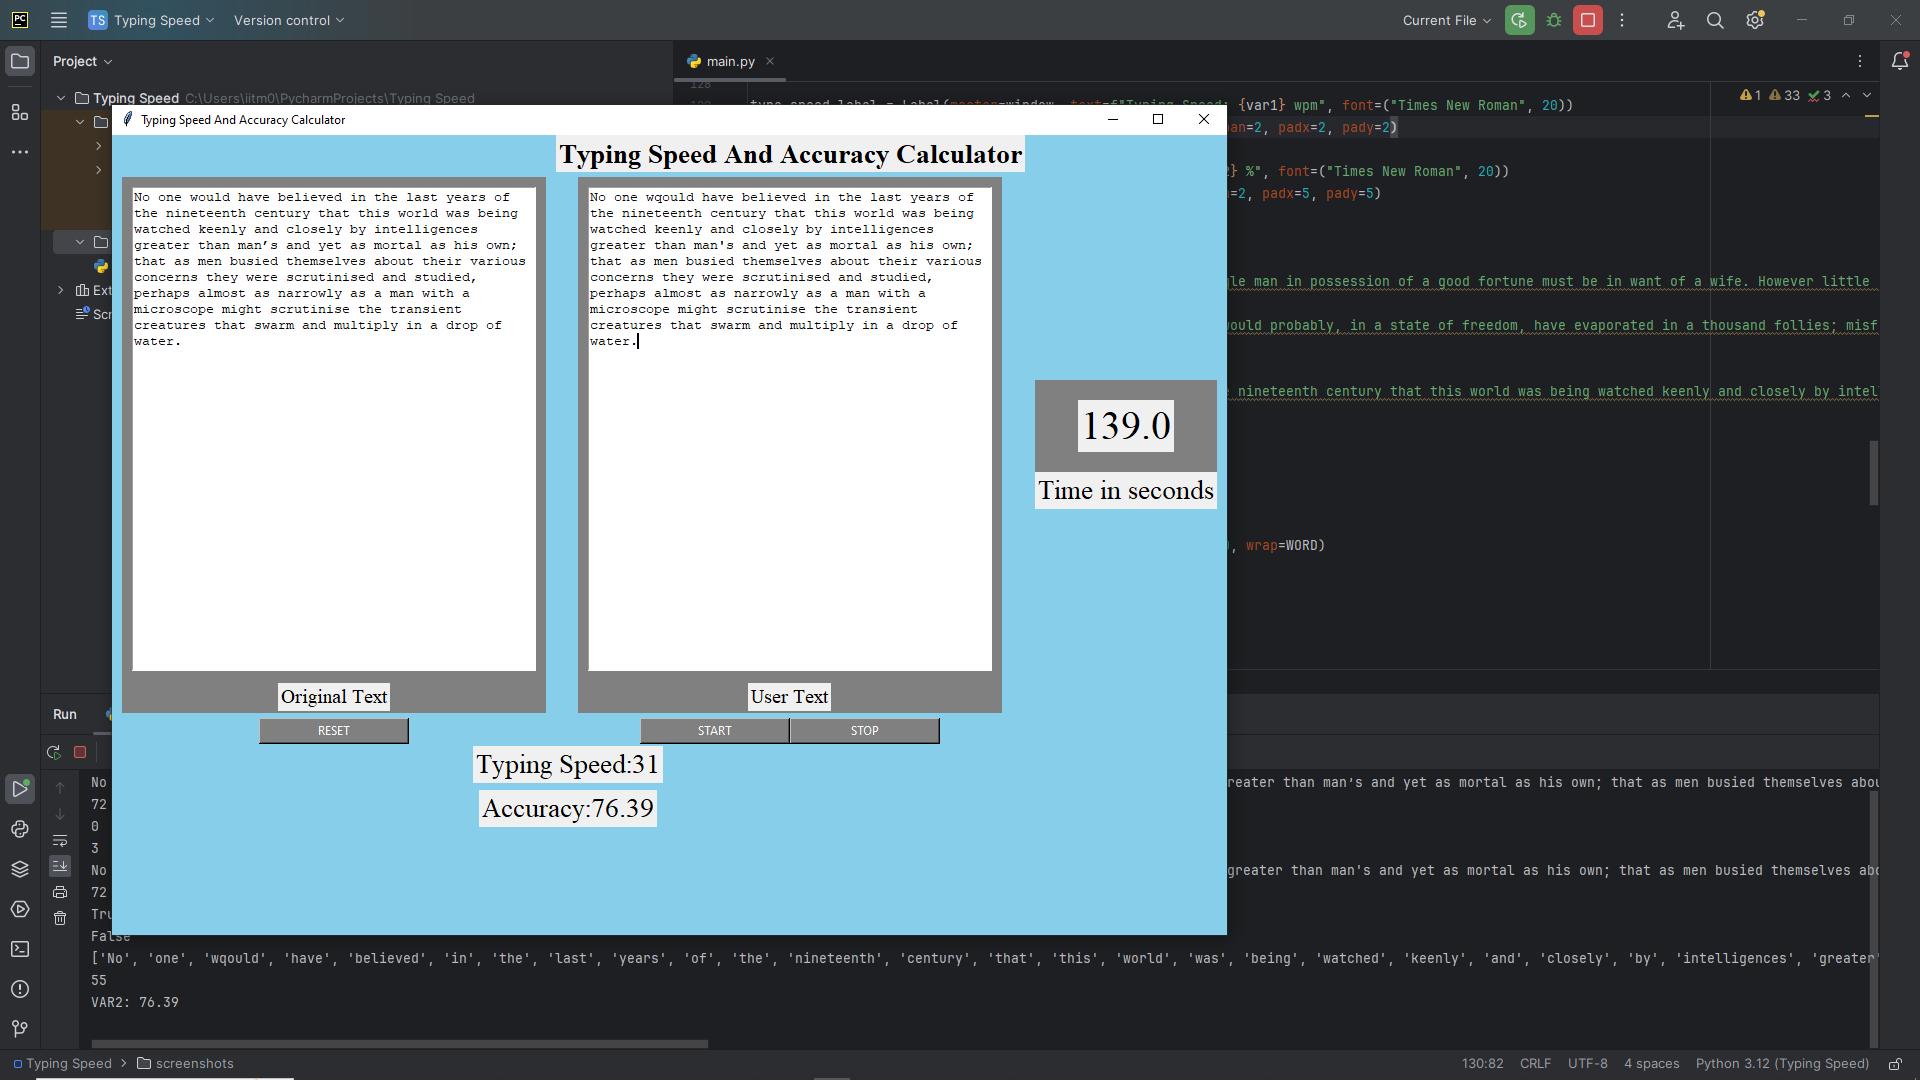 TS Typing Speed Version control Current File
Project
main.py
Typing Speed C:\Users\iitm0\PycharmProjects\Typing Speed
128
{var1} wpm", font=("Times New Roman", 20))
1 33 3
Typing Speed And Accuracy Calculator
an=2, padx=2, pady=2)
Typing Speed And Accuracy Calculator
} %", font=("Times New Roman", 20))
=2, padx=5, pady=5)
No one would have believed in the last years of
the nineteenth century that this world was being
watched keenly and closely by intelligences
greater than man’s and yet as mortal as his own;
that as men busied themselves about their various
concerns they were scrutinised and studied,
perhaps almost as narrowly as a man with a
microscope might scrutinise the transient
creatures that swarm and multiply in a drop of
water.
Original Text
RESET
No one wqould have believed in the last years of
the nineteenth century that this world was being
watched keenly and closely by intelligences
greater than man's and yet as mortal as his own;
that as men busied themselves about their various
concerns they were scrutinised and studied,
perhaps almost as narrowly as a man with a
microscope might scrutinise the transient
creatures that swarm and multiply in a drop of
water.
User Text
START STOP
139.0
Time in seconds
Typing Speed:31
Accuracy:76.39
le man in possession of a good fortune must be in want of a wife. However little
ould probably, in a state of freedom, have evaporated in a thousand follies; misf
nineteenth century that this world was being watched keenly and closely by intel
, wrap=WORD)
Ext
Scr
Run
No
reater than man’s and yet as mortal as his own; that as men busied themselves abou
72
0
3
No
greater than man's and yet as mortal as his own; that as men busied themselves abo
72
Tru
False
['No', 'one', 'wqould', 'have', 'believed', 'in', 'the', 'last', 'years', 'of', 'the', 'nineteenth', 'century', 'that', 'this', 'world', 'was', 'being', 'watched', 'keenly', 'and', 'closely', 'by', 'intelligences', 'greater'
55
VAR2: 76.39
Typing Speed > screenshots
130:82 CRLF UTF-8 4 spaces Python 3.12 (Typing Speed)